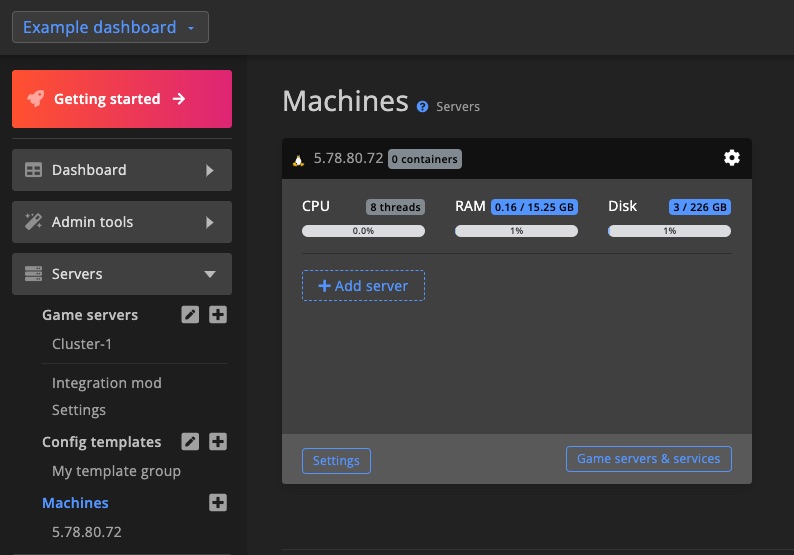 Example dashboard
Getting started
Dashboard
Admin tools
Servers
Game servers
Cluster-1
Integration mod
Settings
Config templates
My template group
Machines
5.78.80.72
Machines ? Servers
5.78.80.72 0 containers
CPU 8 threads RAM 0.16 / 15.25 GB Disk 3 / 226 GB
0.0% 1% 1%
Add server
Settings Game servers & services